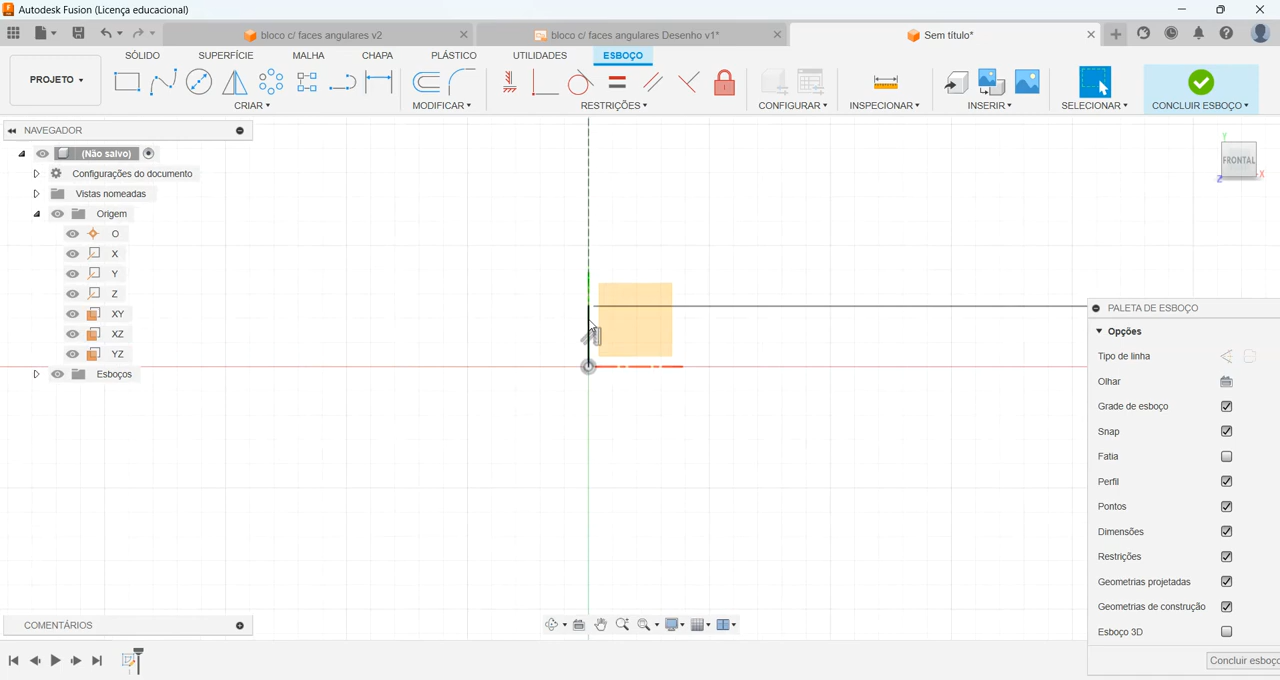 Autodesk Fusion (Licença educacional)
bloco c/ faces angulares v2
bloco c/ faces angulares Desenho v1*
Sem título*
SÓLIDO
SUPERFÍCIE
MALHA
CHAPA
PLÁSTICO
UTILIDADES
ESBOÇO
PROJETO
CRIAR
MODIFICAR
RESTRIÇÕES
CONFIGURAR
INSPECIONAR
INSERIR
SELECIONAR
CONCLUIR ESBOÇO
NAVEGADOR
(Não salvo)
Configurações do documento
Vistas nomeadas
Origem
O
X
Y
Z
XY
XZ
YZ
Esboços
Y
FRONTAL
Z
X
PALETA DE ESBOÇO
Opções
Tipo de linha
Olhar
Grade de esboço
Snap
Fatia
Perfil
Pontos
Dimensões
Restrições
Geometrias projetadas
Geometrias de construção
Esboço 3D
Concluir esboço
COMENTÁRIOS